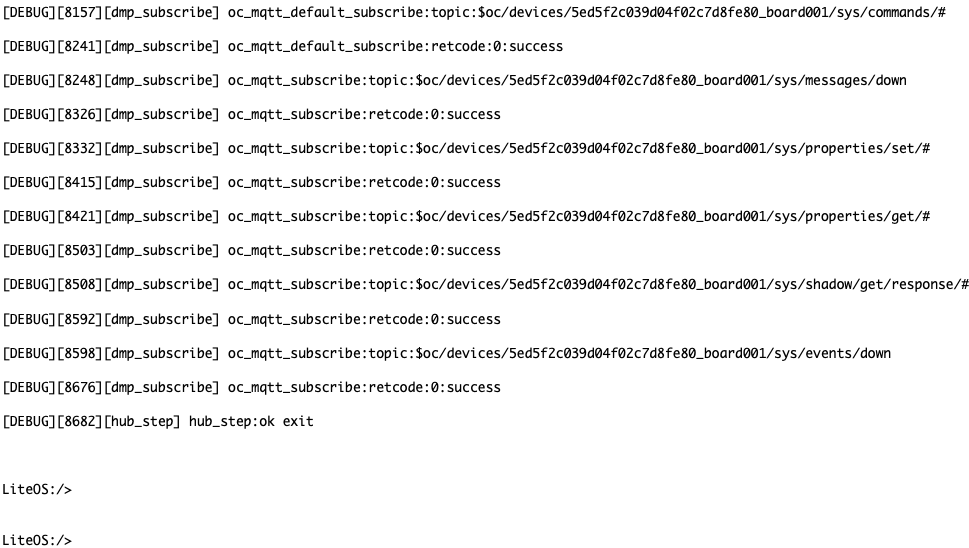 [DEBUG][8157][dmp_subscribe] oc_mqtt_default_subscribe:topic:$oc/devices/5ed5f2c039d04f02c7d8fe80_board001/sys/commands/#
[DEBUG][8241][dmp_subscribe] oc_mqtt_default_subscribe:retcode:0:success
[DEBUG][8248][dmp_subscribe] oc_mqtt_subscribe:topic:$oc/devices/5ed5f2c039d04f02c7d8fe80_board001/sys/messages/down
[DEBUG][8326][dmp_subscribe] oc_mqtt_subscribe:retcode:0:success
[DEBUG][8332][dmp_subscribe] oc_mqtt_subscribe:topic:$oc/devices/5ed5f2c039d04f02c7d8fe80_board001/sys/properties/set/#
[DEBUG][8415][dmp_subscribe] oc_mqtt_subscribe:retcode:0:success
[DEBUG][8421][dmp_subscribe] oc_mqtt_subscribe:topic:$oc/devices/5ed5f2c039d04f02c7d8fe80_board001/sys/properties/get/#
[DEBUG][8503][dmp_subscribe] oc_mqtt_subscribe:retcode:0:success
[DEBUG][8508][dmp_subscribe] oc_mqtt_subscribe:topic:$oc/devices/5ed5f2c039d04f02c7d8fe80_board001/sys/shadow/get/response/#
[DEBUG][8592][dmp_subscribe] oc_mqtt_subscribe:retcode:0:success
[DEBUG][8598][dmp_subscribe] oc_mqtt_subscribe:topic:$oc/devices/5ed5f2c039d04f02c7d8fe80_board001/sys/events/down
[DEBUG][8676][dmp_subscribe] oc_mqtt_subscribe:retcode:0:success
[DEBUG][8682][hub_step] hub_step:ok exit
LiteOS:/>
LiteOS:/>